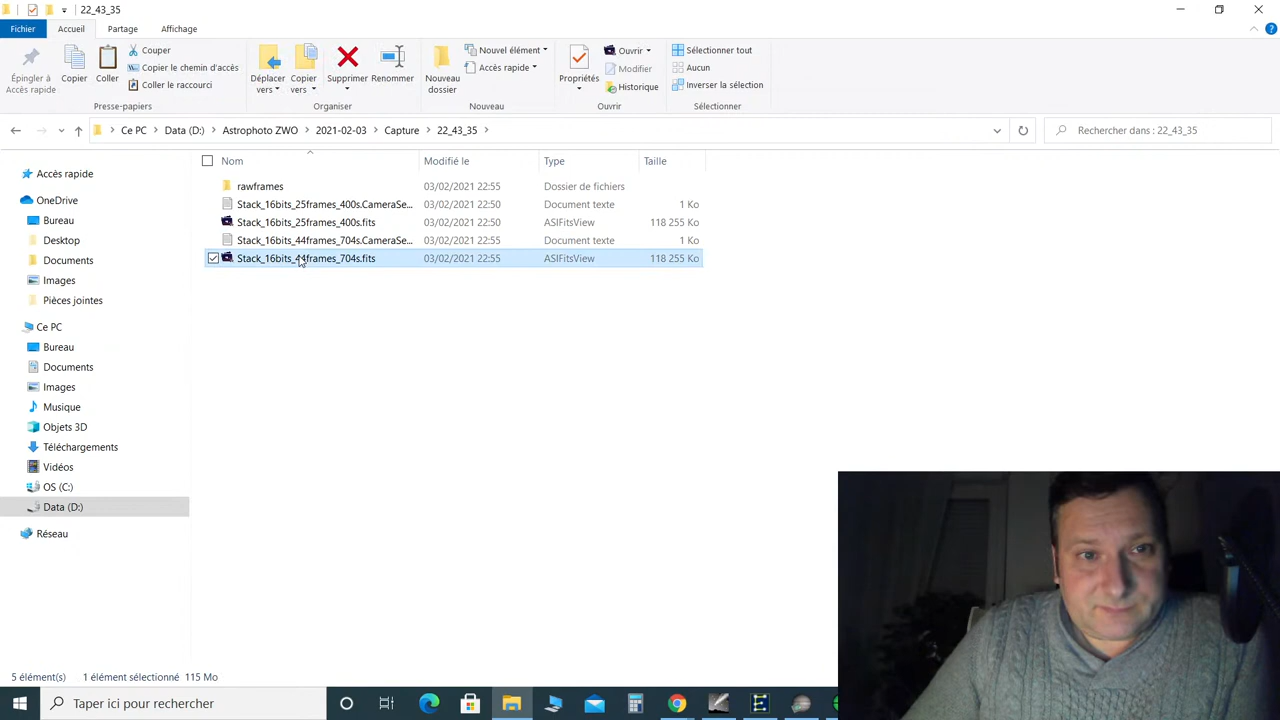 22_43_35
Fichier Accueil Partage Affichage
Épingler à Accès rapide
Copier
Coller
Couper
Copier le chemin d'accès
Coller le raccourci
Presse-papiers
Déplacer vers
Copier vers
Supprimer
Renommer
Organiser
Nouveau dossier
Nouvel élément
Accès rapide
Nouveau
Propriétés
Ouvrir
Modifier
Historique
Ouvrir
Sélectionner tout
Aucun
Inverser la sélection
Sélectionner
Ce PC > Data (D:) > Astrophoto ZWO > 2021-02-03 > Capture > 22_43_35 >
Rechercher dans : 22_43_35
Accès rapide
OneDrive
Bureau
Desktop
Documents
Images
Pièces jointes
Ce PC
Bureau
Documents
Images
Musique
Objets 3D
Téléchargements
Vidéos
OS (C:)
Data (D:)
Réseau
Nom Modifié le Type Taille
rawframes 03/02/2021 22:55 Dossier de fichiers
Stack_16bits_25frames_400s.CameraSe... 03/02/2021 22:50 Document texte 1 Ko
Stack_16bits_25frames_400s.fits 03/02/2021 22:50 ASIFitsView 118 255 Ko
Stack_16bits_44frames_704s.CameraSe... 03/02/2021 22:55 Document texte 1 Ko
Stack_16bits_44frames_704s.fits 03/02/2021 22:55 ASIFitsView 118 255 Ko
5 élément(s) 1 élément sélectionné 115 Mo
Taper ici pour rechercher